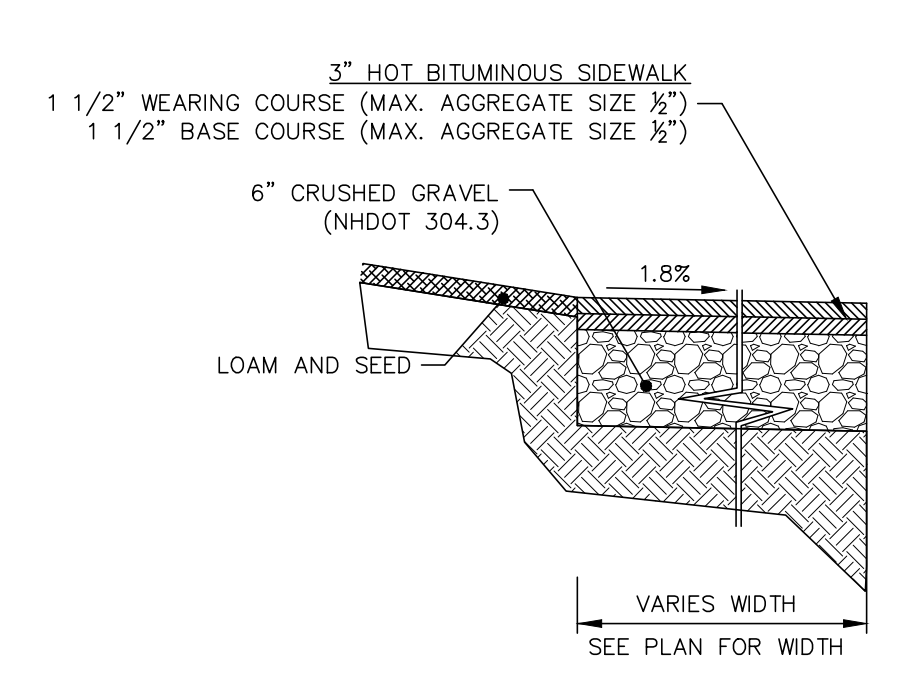 3” HOT BITUMINOUS SIDEWALK
1 1/2” WEARING COURSE (MAX. AGGREGATE SIZE ½”)
1 1/2” BASE COURSE (MAX. AGGREGATE SIZE ½”)
6” CRUSHED GRAVEL
(NHDOT 304.3)
1.8%
LOAM AND SEED
VARIES WIDTH
SEE PLAN FOR WIDTH